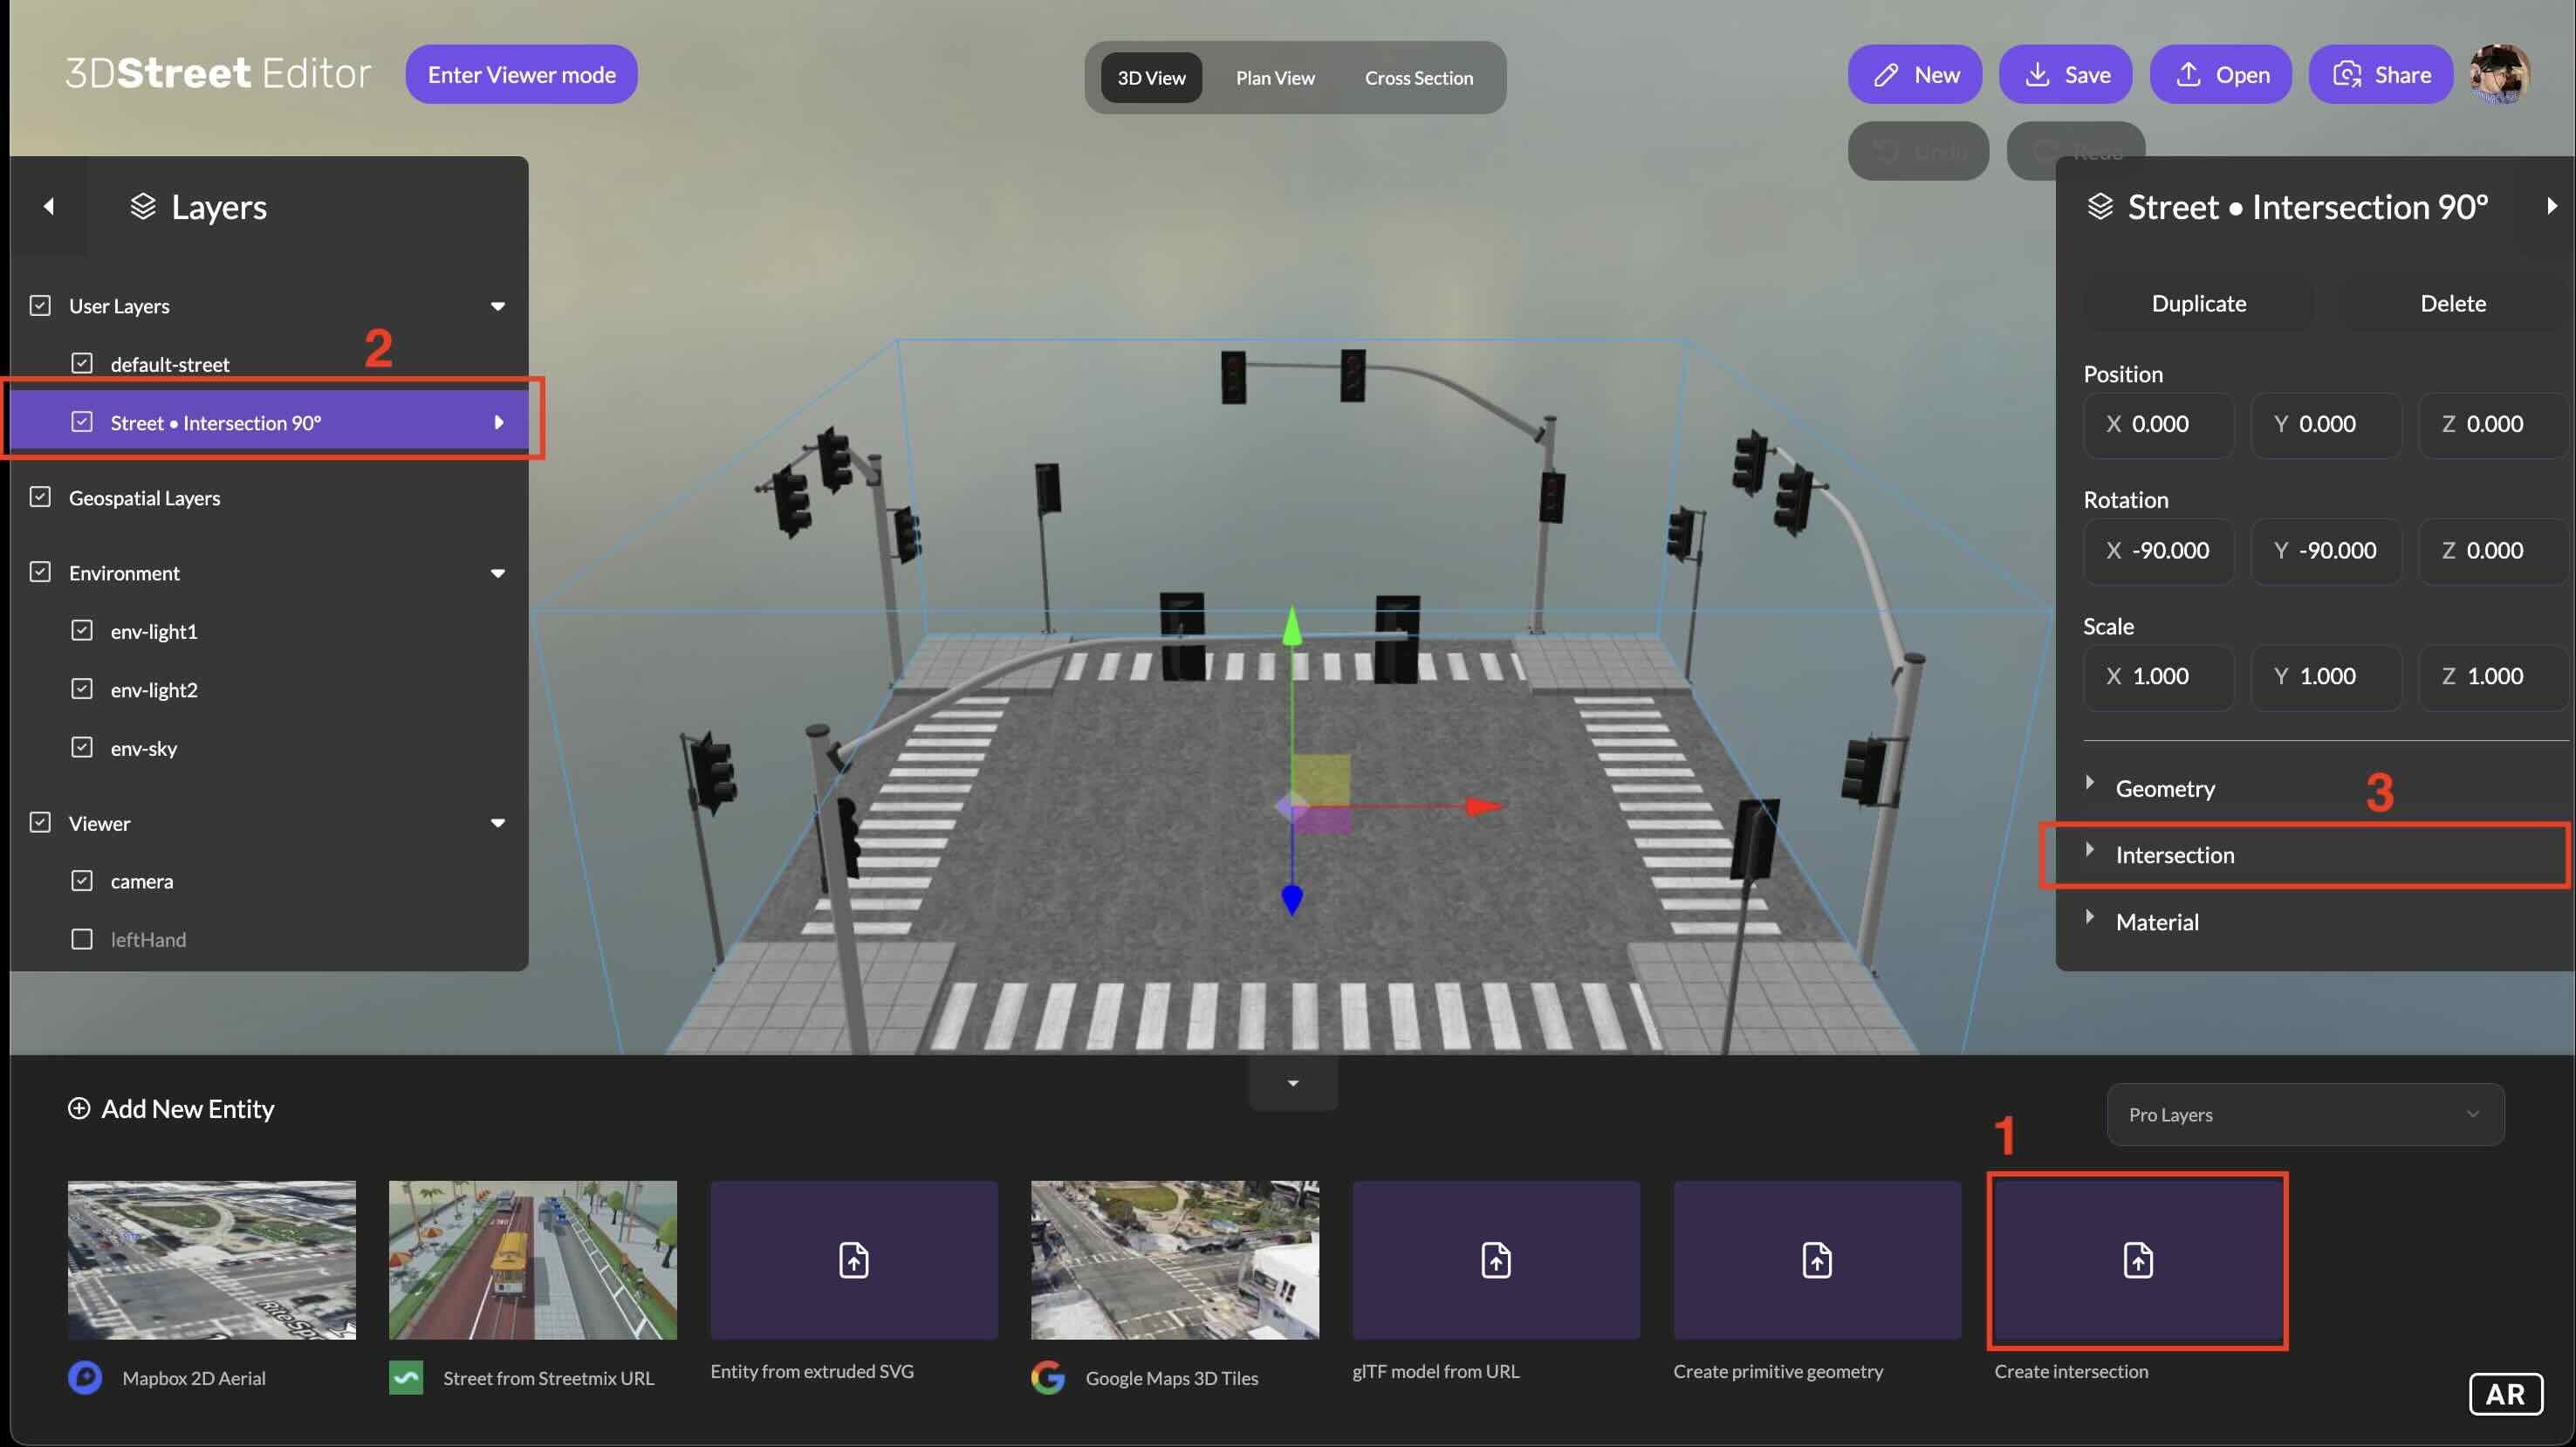 3DStreet Editor
Enter Viewer mode
3D View
Plan View
Cross Section
New
Save
Open
Share
Undo
Redo
Layers
User Layers
2
default-street
Street • Intersection 90º
Geospatial Layers
Environment
env-light1
env-light2
env-sky
Viewer
camera
leftHand
Street • Intersection 90º
Duplicate
Delete
Position
X 0.000
Y 0.000
Z 0.000
Rotation
X -90.000
Y -90.000
Z 0.000
Scale
X 1.000
Y 1.000
Z 1.000
Geometry
3
Intersection
Material
Add New Entity
Pro Layers
1
Mapbox 2D Aerial
Street from Streetmix URL
Entity from extruded SVG
Google Maps 3D Tiles
glTF model from URL
Create primitive geometry
Create intersection
AR